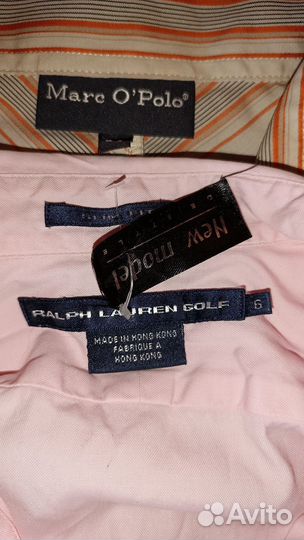 Marc O'Polo®
New model
RALPH LAUREN GOLF
6
MADE IN HONG KONG
FABRIQUE A
HONG KONG
Avito